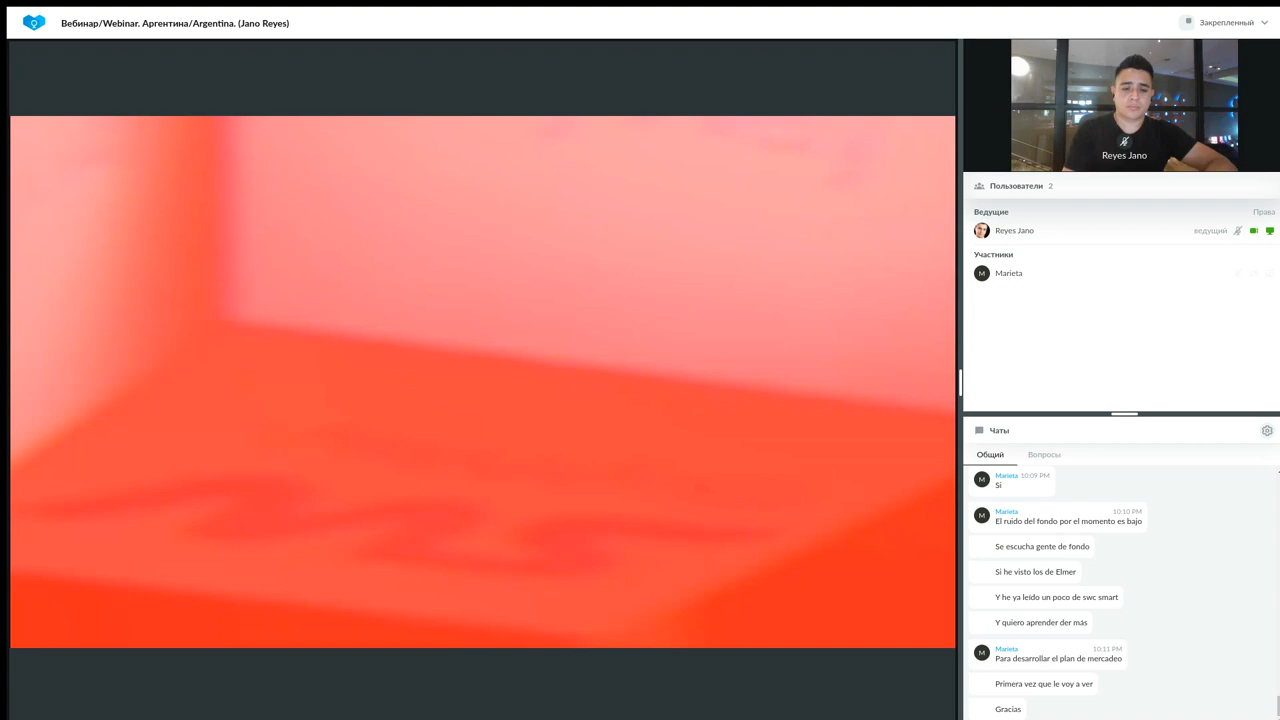 Вебинар/Webinar. Аргентина/Argentina. (Jano Reyes)
Закрепленный
Reyes Jano
Пользователи 2
Ведущие Права
Reyes Jano ведущий
Участники
M Marieta
Чаты
Общий Вопросы
M Marieta 10:09 PM
Si
M Marieta 10:10 PM
El ruido del fondo por el momento es bajo
Se escucha gente de fondo
Si he visto los de Elmer
Y he ya leído un poco de swc smart
Y quiero aprender der más
M Marieta 10:11 PM
Para desarrollar el plan de mercadeo
Primera vez que le voy a ver
Gracias